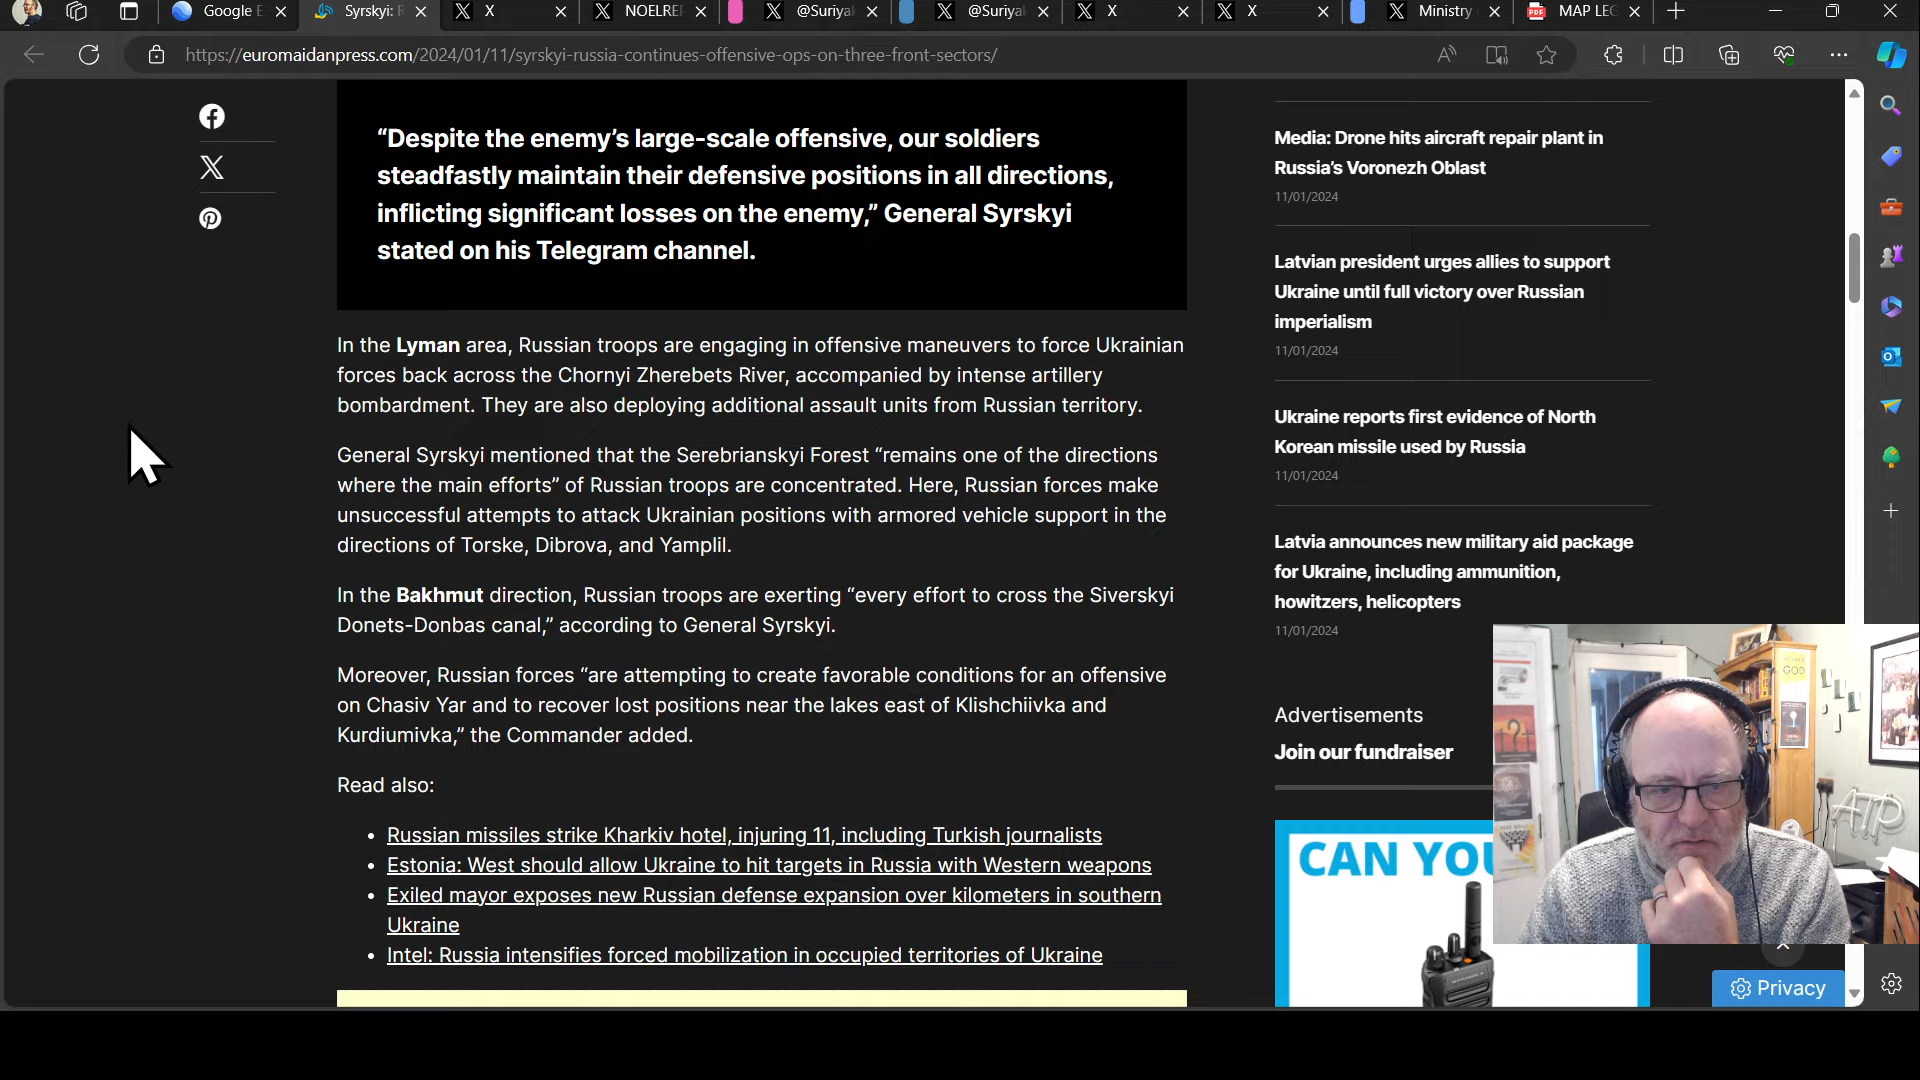 Google E
Syrskyi: R
X
NOELREP
@Suriyak
@Suriyak
X
X
Ministry
MAP LEG
https://euromaidanpress.com/2024/01/11/syrskyi-russia-continues-offensive-ops-on-three-front-sectors/
“Despite the enemy’s large-scale offensive, our soldiers
steadfastly maintain their defensive positions in all directions,
inflicting significant losses on the enemy,” General Syrskyi
stated on his Telegram channel.
In the Lyman area, Russian troops are engaging in offensive maneuvers to force Ukrainian
forces back across the Chornyi Zherebets River, accompanied by intense artillery
bombardment. They are also deploying additional assault units from Russian territory.
General Syrskyi mentioned that the Serebrianskyi Forest “remains one of the directions
where the main efforts” of Russian troops are concentrated. Here, Russian forces make
unsuccessful attempts to attack Ukrainian positions with armored vehicle support in the
directions of Torske, Dibrova, and Yamplil.
In the Bakhmut direction, Russian troops are exerting “every effort to cross the Siverskyi
Donets-Donbas canal,” according to General Syrskyi.
Moreover, Russian forces “are attempting to create favorable conditions for an offensive
on Chasiv Yar and to recover lost positions near the lakes east of Klishchiivka and
Kurdiumivka,” the Commander added.
Read also:
• Russian missiles strike Kharkiv hotel, injuring 11, including Turkish journalists
• Estonia: West should allow Ukraine to hit targets in Russia with Western weapons
• Exiled mayor exposes new Russian defense expansion over kilometers in southern
Ukraine
• Intel: Russia intensifies forced mobilization in occupied territories of Ukraine
Media: Drone hits aircraft repair plant in
Russia’s Voronezh Oblast
11/01/2024
Latvian president urges allies to support
Ukraine until full victory over Russian
imperialism
11/01/2024
Ukraine reports first evidence of North
Korean missile used by Russia
11/01/2024
Latvia announces new military aid package
for Ukraine, including ammunition,
howitzers, helicopters
11/01/2024
Advertisements
Join our fundraiser
CAN YOU
GOD
ATP
Privacy